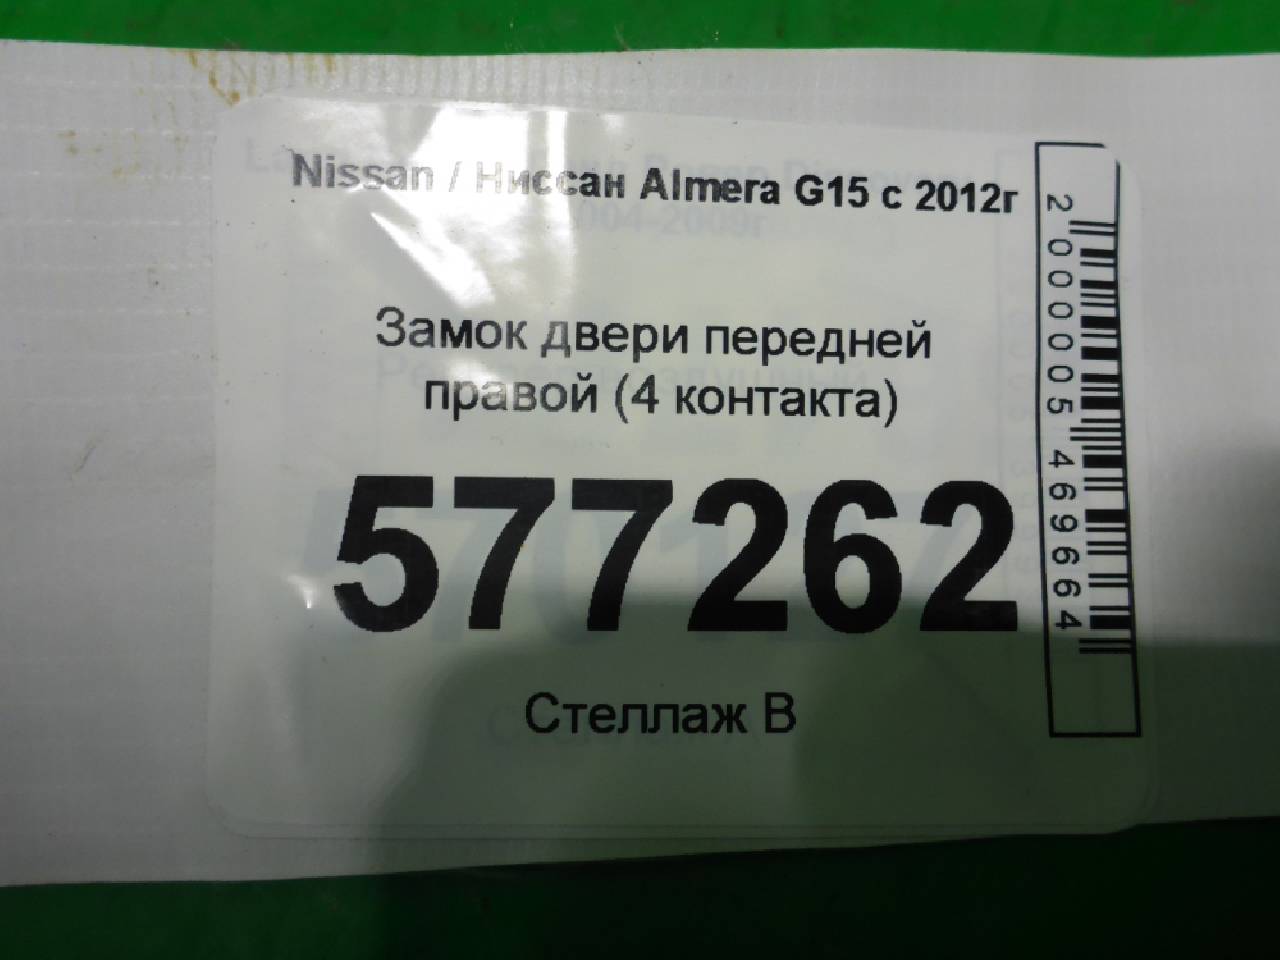 Nissan / Ниссан Almera G15 с 2012г
Замок двери передней
правой (4 контакта)
577262
Стеллаж В
2000005469664